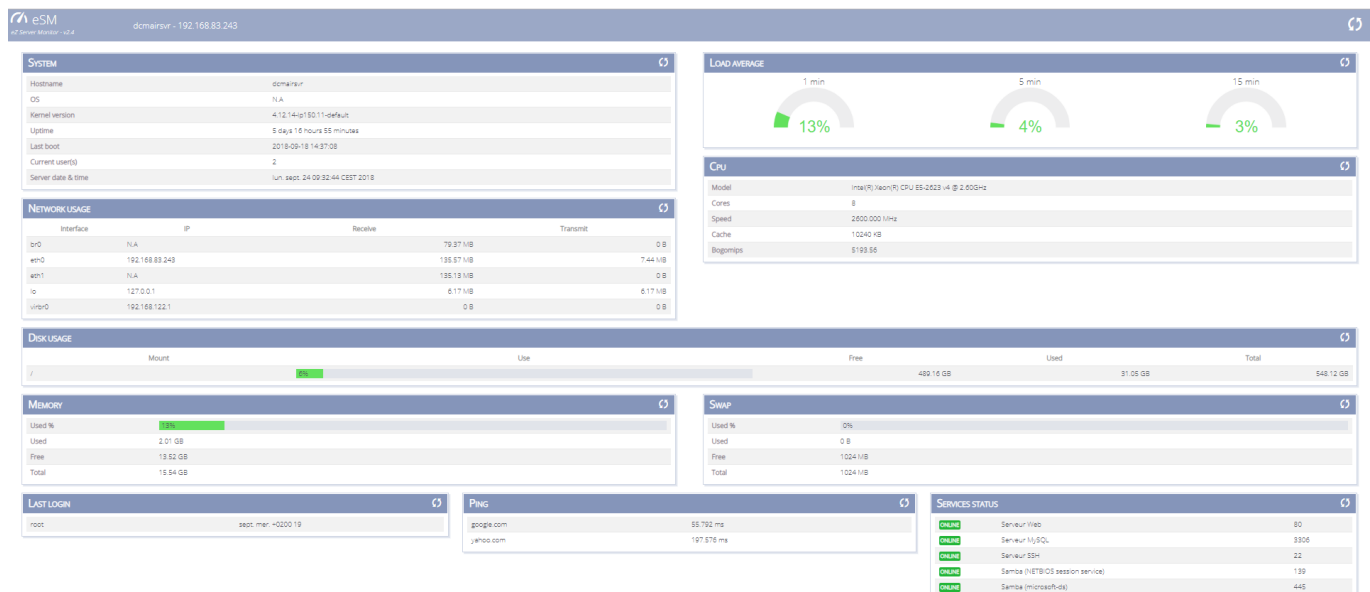 eSM
eZ Server Monitor - v2.4
dcmairsvr - 192.168.83.243
System
Hostname dcmairsvr
OS N.A
Kernel version 4.12.14-lp150.11-default
Uptime 5 days 16 hours 55 minutes
Last boot 2018-09-18 14:37:08
Current user(s) 2
Server date & time lun. sept. 24 09:32:44 CEST 2018
Load average
1 min 5 min 15 min
13% 4% 3%
Cpu
Model Intel(R) Xeon(R) CPU E5-2623 v4 @ 2.60GHz
Cores 8
Speed 2600.000 MHz
Cache 10240 KB
Bogomips 5193.56
Network usage
Interface IP Receive Transmit
br0 N.A 79.37 MB 0 B
eth0 192.168.83.243 135.57 MB 7.44 MB
eth1 N.A 135.13 MB 0 B
lo 127.0.0.1 6.17 MB 6.17 MB
virbr0 192.168.122.1 0 B 0 B
Disk usage
Mount Use Free Used Total
/ 6% 489.16 GB 31.05 GB 548.12 GB
Memory
Used % 13%
Used 2.01 GB
Free 13.52 GB
Total 15.54 GB
Swap
Used % 0%
Used 0 B
Free 1024 MB
Total 1024 MB
Last login
root sept. mer. +0200 19
Ping
google.com 55.792 ms
yahoo.com 197.576 ms
Services status
ONLINE Serveur Web 80
ONLINE Serveur MySQL 3306
ONLINE Serveur SSH 22
ONLINE Samba (NETBIOS session service) 139
ONLINE Samba (microsoft-ds) 445